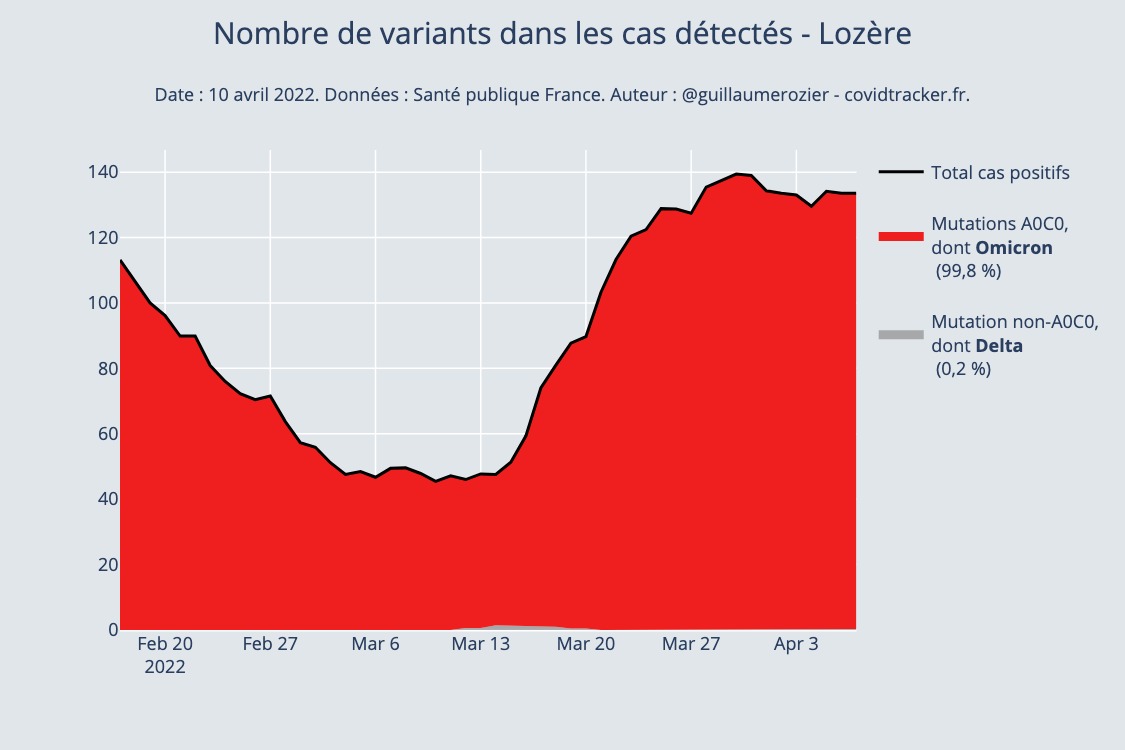 Nombre de variants dans les cas détectés - Lozère
Date : 10 avril 2022. Données : Santé publique France. Auteur : @guillaumerozier - covidtracker.fr.
140
120
100
80
60
40
20
0
Feb 20
2022
Feb 27
Mar 6
Mar 13
Mar 20
Mar 27
Apr 3
Total cas positifs
Mutations A0C0,
dont Omicron
(99,8 %)
Mutation non-A0C0,
dont Delta
(0,2 %)